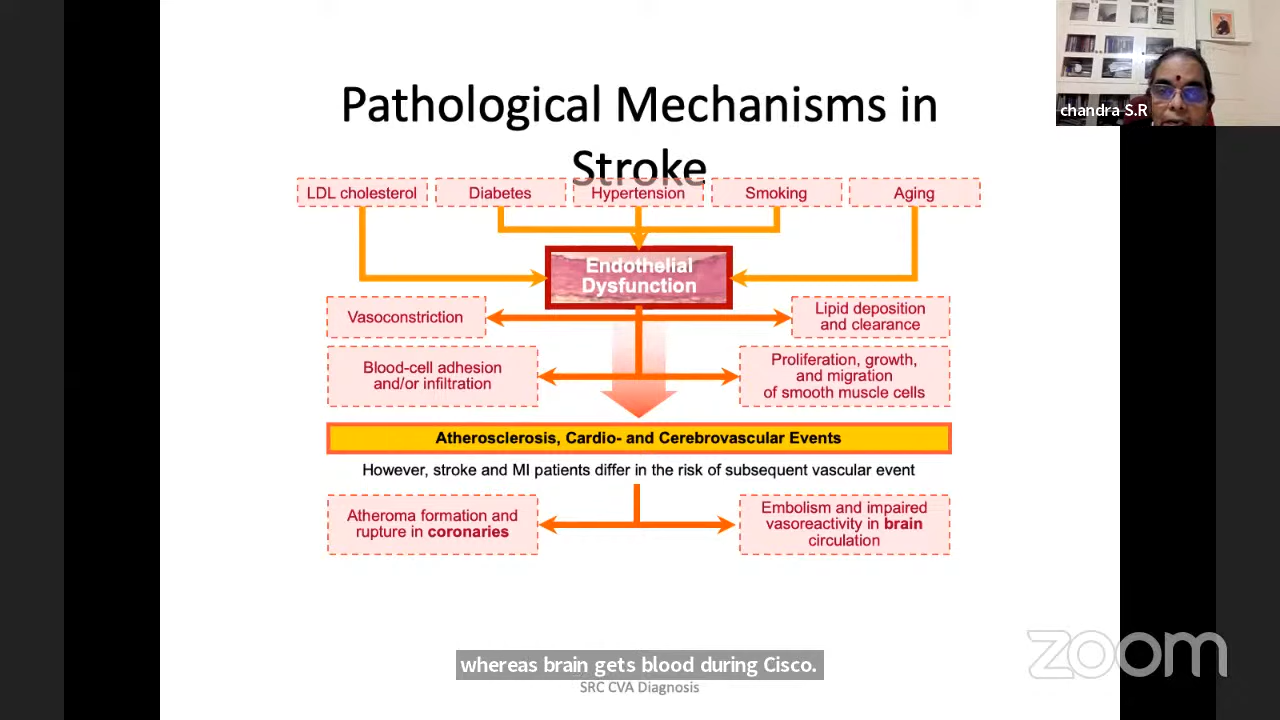 chandra S.R
Pathological Mechanisms in
Stroke
LDL cholesterol
Diabetes
Hypertension
Smoking
Aging
Endothelial
Dysfunction
Vasoconstriction
Lipid deposition
and clearance
Blood-cell adhesion
and/or infiltration
Proliferation, growth,
and migration
of smooth muscle cells
Atherosclerosis, Cardio- and Cerebrovascular Events
However, stroke and MI patients differ in the risk of subsequent vascular event
Atheroma formation and
rupture in coronaries
Embolism and impaired
vasoreactivity in brain
circulation
whereas brain gets blood during Cisco.
SRC CVA Diagnosis
zoom